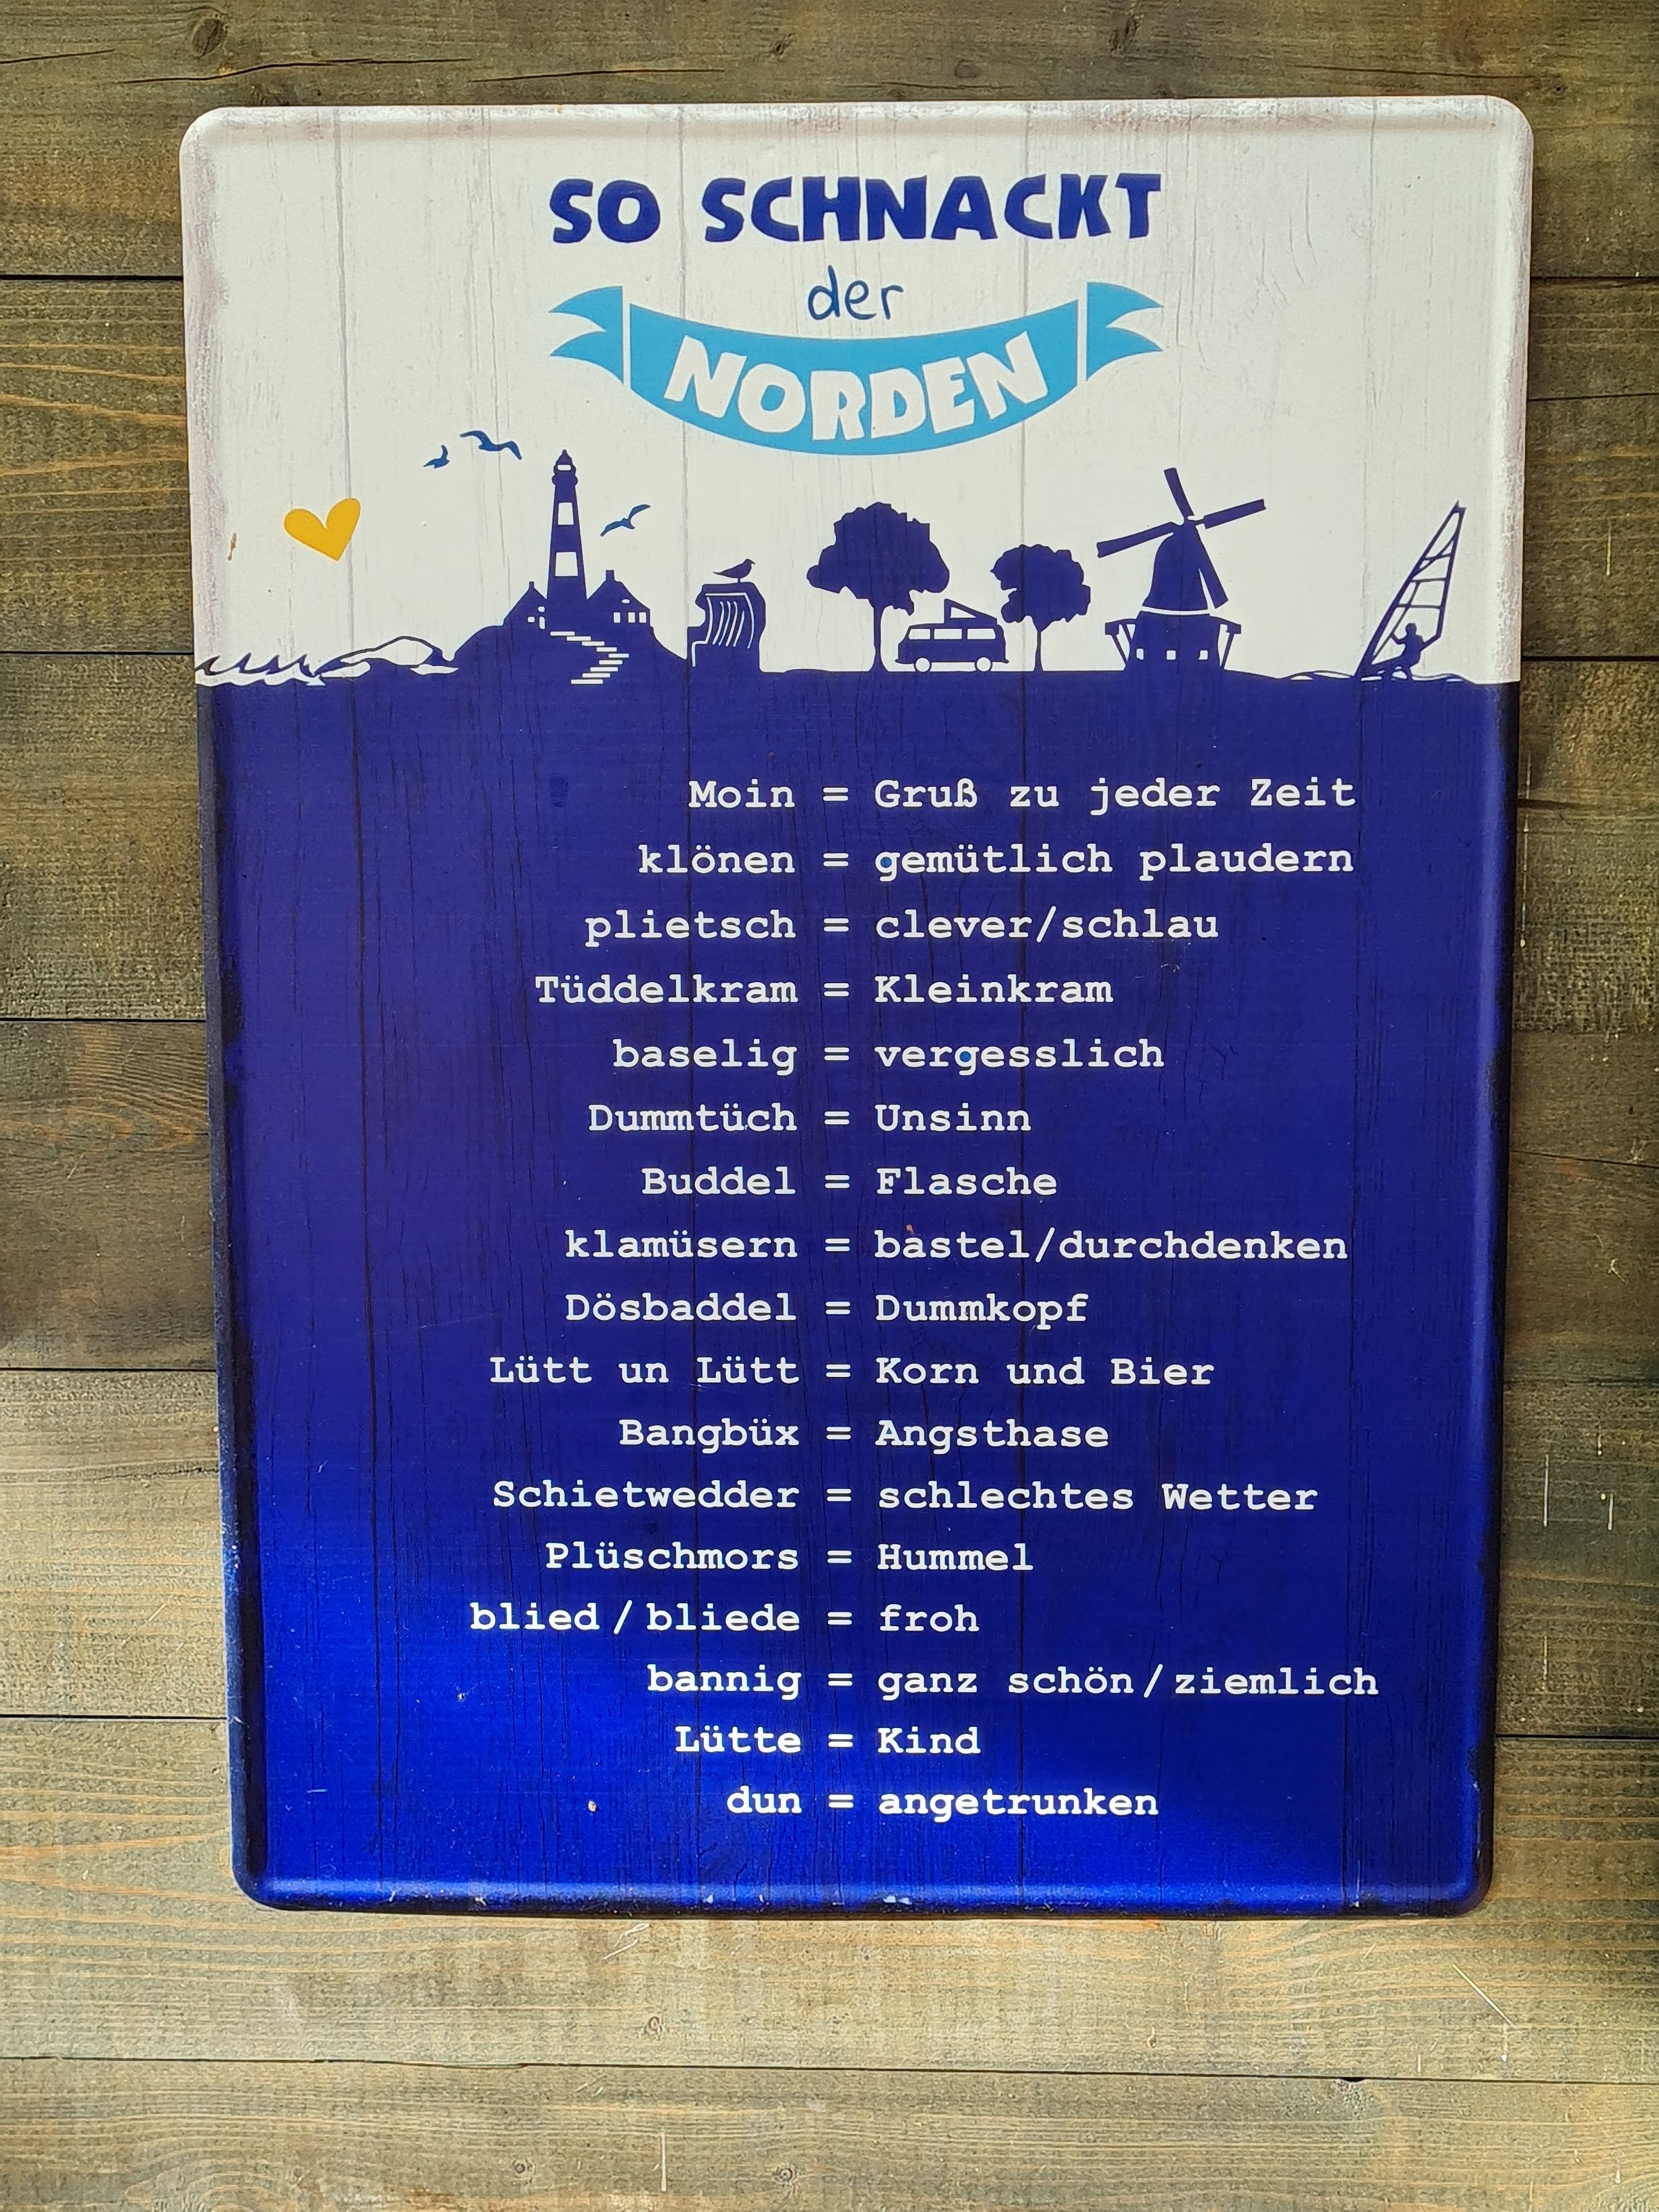 SO SCHNACKT
der
NORDEN
Moin = Gruß zu jeder Zeit
klönen = gemütlich plaudern
plietsch = clever/schlau
Tüddelkram = Kleinkram
baselig = vergesslich
Dummtüch = Unsinn
Buddel = Flasche
klamüsern = bastel/durchdenken
Dösbaddel = Dummkopf
Lütt un Lütt = Korn und Bier
Bangbüx = Angsthase
Schietwedder = schlechtes Wetter
Plüschmors = Hummel
blied / bliede = froh
bannig = ganz schön / ziemlich
Lütte = Kind
dun = angetrunken